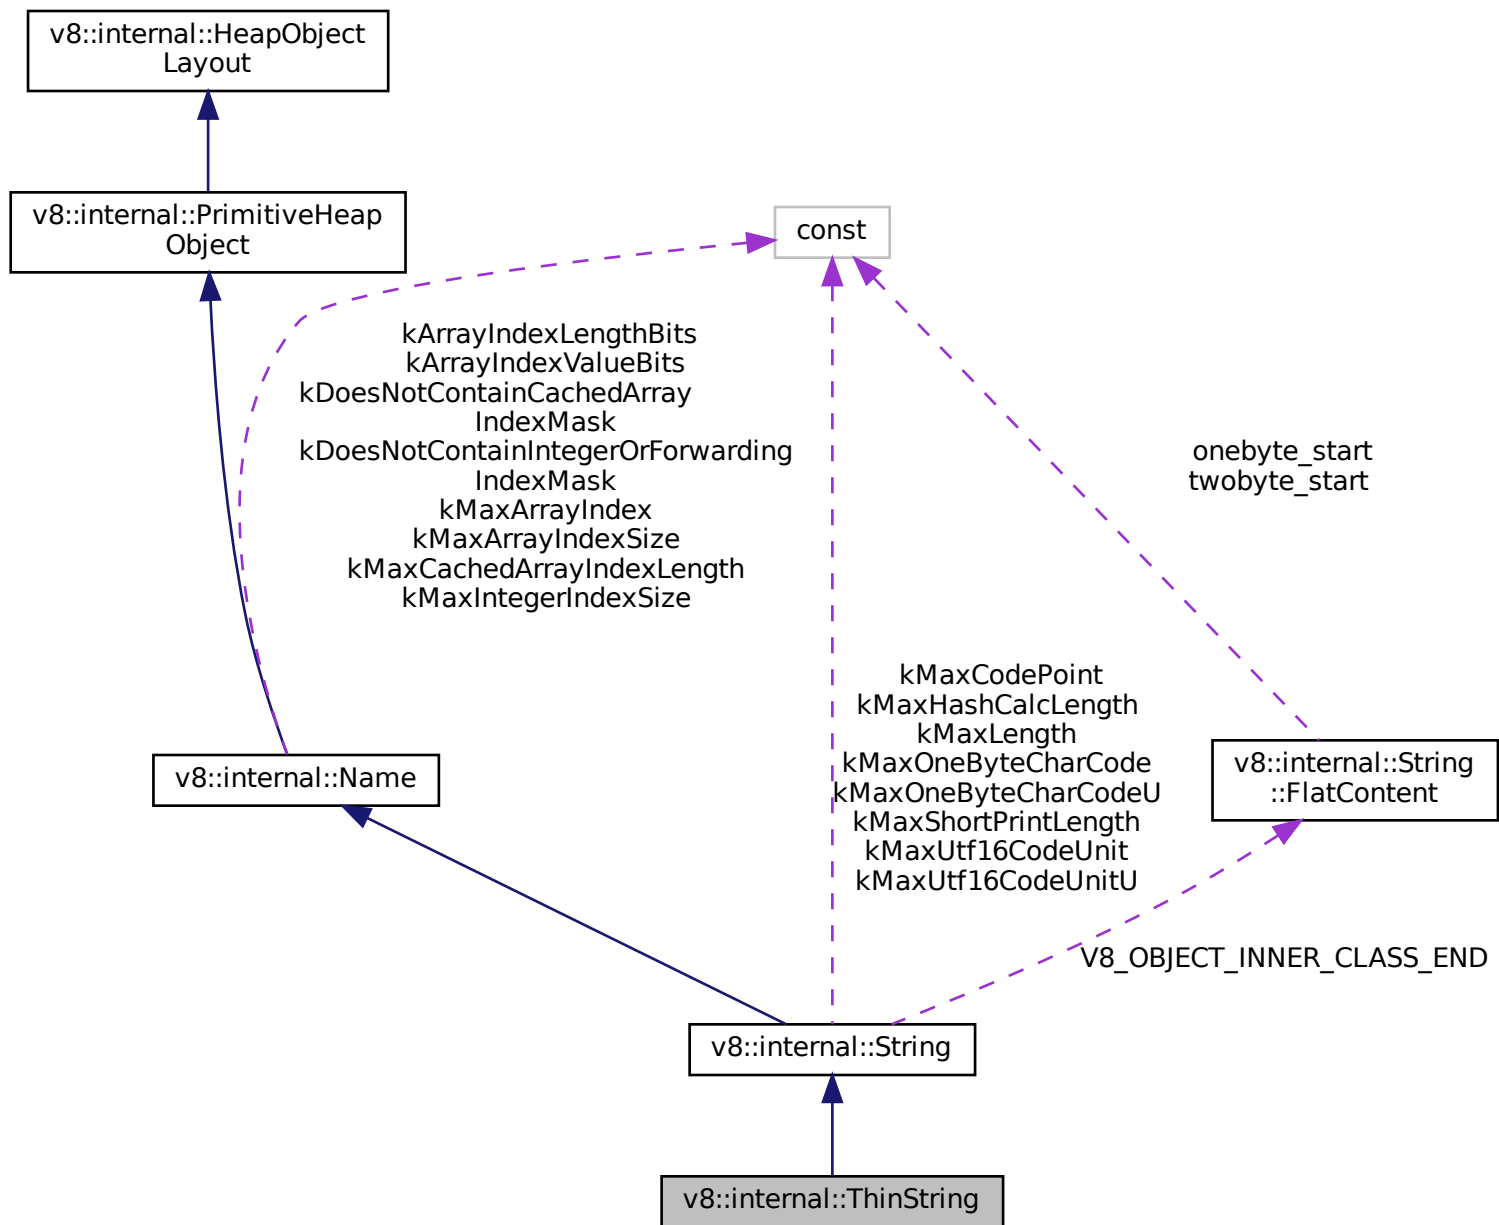 v8::internal::HeapObject
Layout
v8::internal::PrimitiveHeap
Object
const
kArrayIndexLengthBits
kArrayIndexValueBits
kDoesNotContainCachedArray
IndexMask
kDoesNotContainIntegerOrForwarding
IndexMask
kMaxArrayIndex
kMaxArrayIndexSize
kMaxCachedArrayIndexLength
kMaxIntegerIndexSize
onebyte_start
twobyte_start
kMaxCodePoint
kMaxHashCalcLength
kMaxLength
kMaxOneByteCharCode
kMaxOneByteCharCodeU
kMaxShortPrintLength
kMaxUtf16CodeUnit
kMaxUtf16CodeUnitU
v8::internal::Name
v8::internal::String
::FlatContent
V8_OBJECT_INNER_CLASS_END
v8::internal::String
v8::internal::ThinString